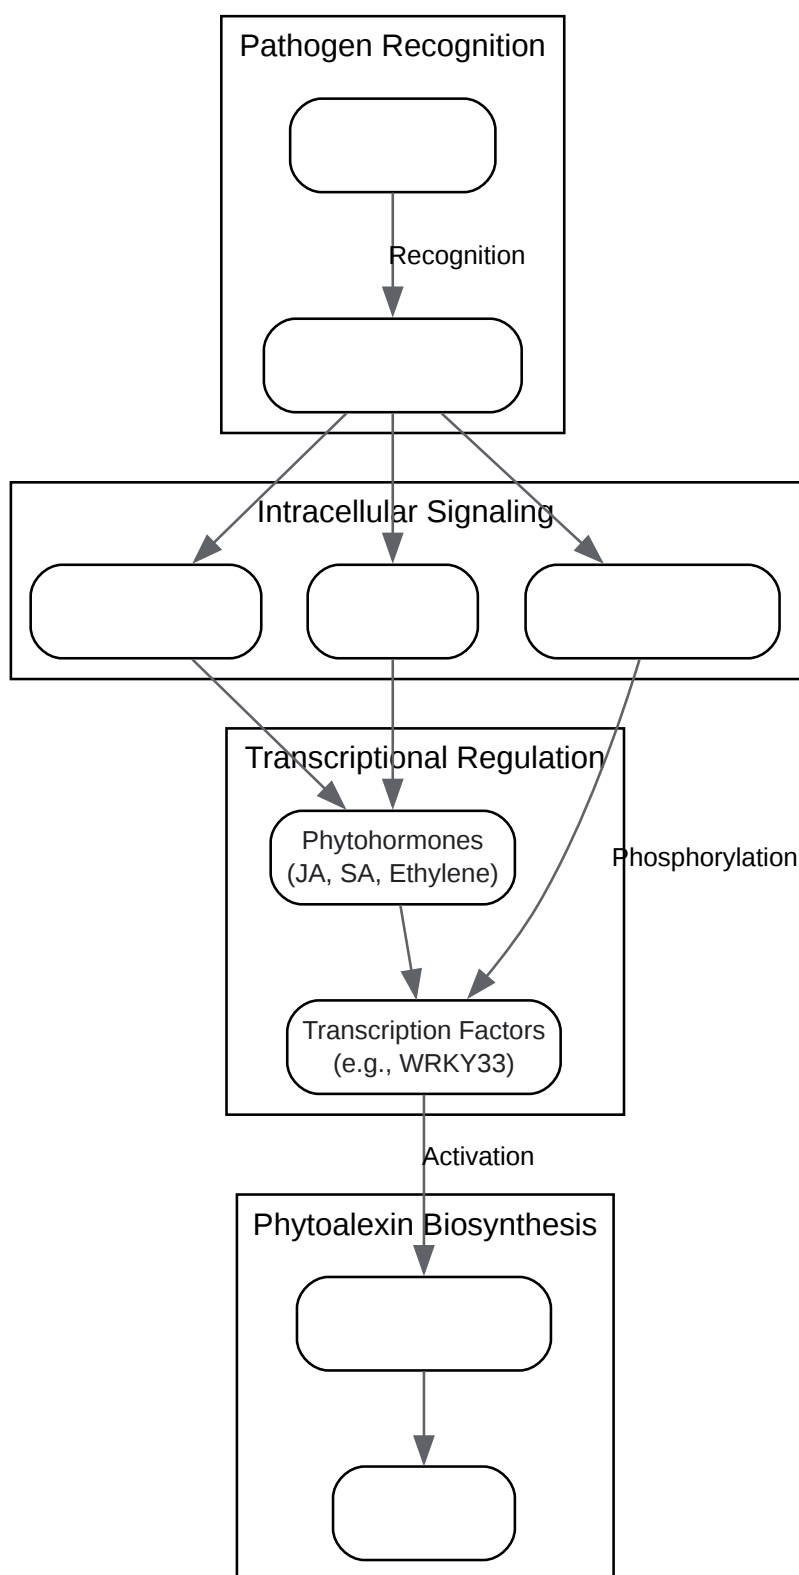 Pathogen Recognition
Recognition
Intracellular Signaling
Transcriptional Regulation
Phytohormones
(JA, SA, Ethylene)
Phosphorylation
Transcription Factors
(e.g., WRKY33)
Activation
Phytoalexin Biosynthesis